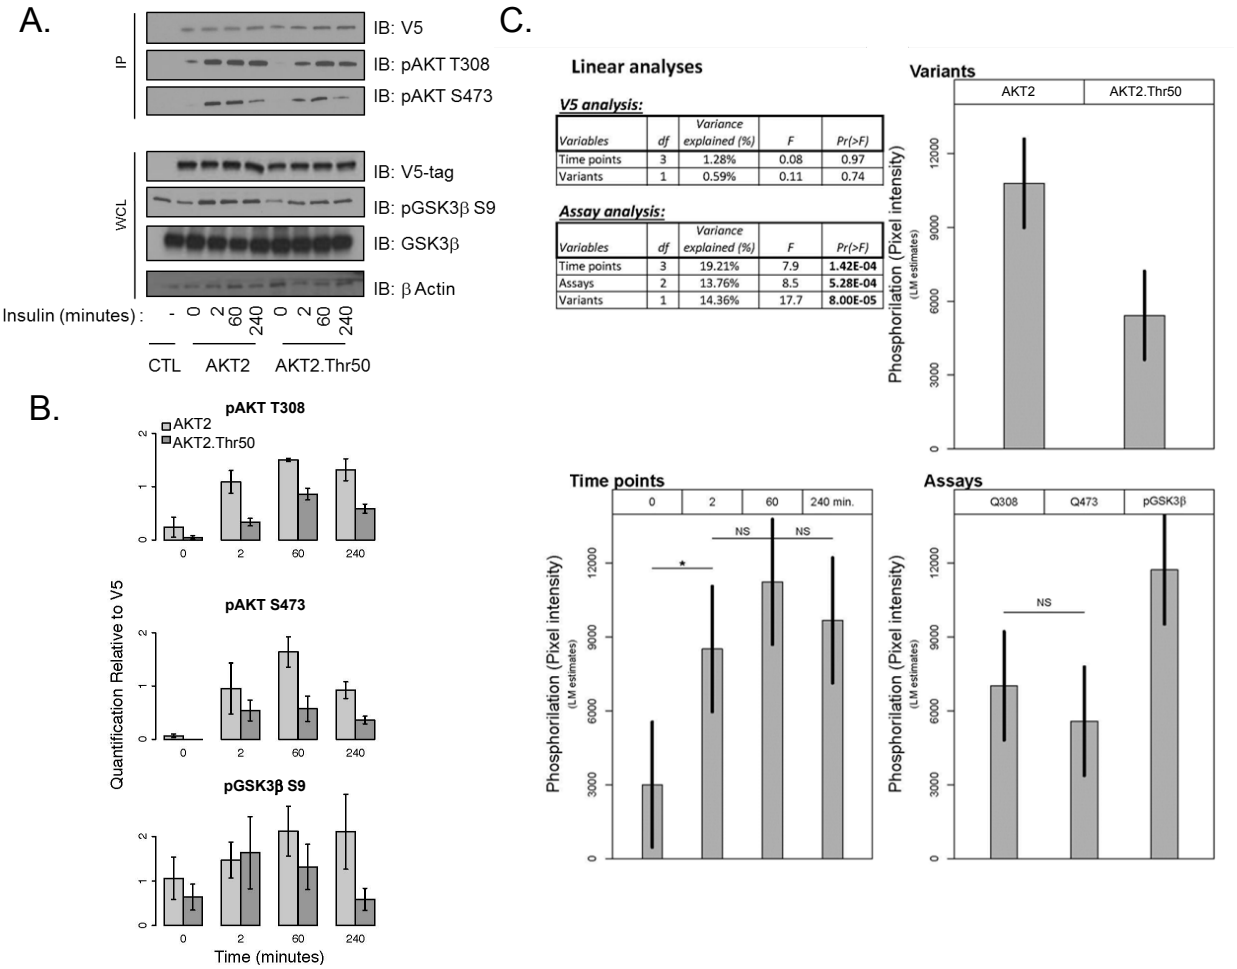 A.
IP
IB: V5
IB: pAKT T308
IB: pAKT S473
WCL
IB: V5-tag
IB: pGSK3β S9
IB: GSK3β
IB: β Actin
Insulin (minutes) : - 0 2 60 240 0 2 60 240
CTL AKT2 AKT2.Thr50
B.
pAKT T308
AKT2
AKT2.Thr50
2
1
0
0 2 60 240
pAKT S473
2
1
0
0 2 60 240
pGSK3β S9
2
1
0
0 2 60 240
Quantification Relative to V5
Time (minutes)
C.
Linear analyses
V5 analysis:
Variables df Variance explained (%) F Pr(>F)
Time points 3 1.28% 0.08 0.97
Variants 1 0.59% 0.11 0.74
Assay analysis:
Variables df Variance explained (%) F Pr(>F)
Time points 3 19.21% 7.9 1.42E-04
Assays 2 13.76% 8.5 5.28E-04
Variants 1 14.36% 17.7 8.00E-05
Variants
AKT2 AKT2.Thr50
Phosphorilation (Pixel intensity)
(LM estimates)
12000
9000
6000
3000
0
Time points
0 2 60 240 min.
NS NS
*
Phosphorilation (Pixel intensity)
(LM estimates)
12000
9000
6000
3000
0
Assays
Q308 Q473 pGSK3β
NS
Phosphorilation (Pixel intensity)
(LM estimates)
12000
9000
6000
3000
0